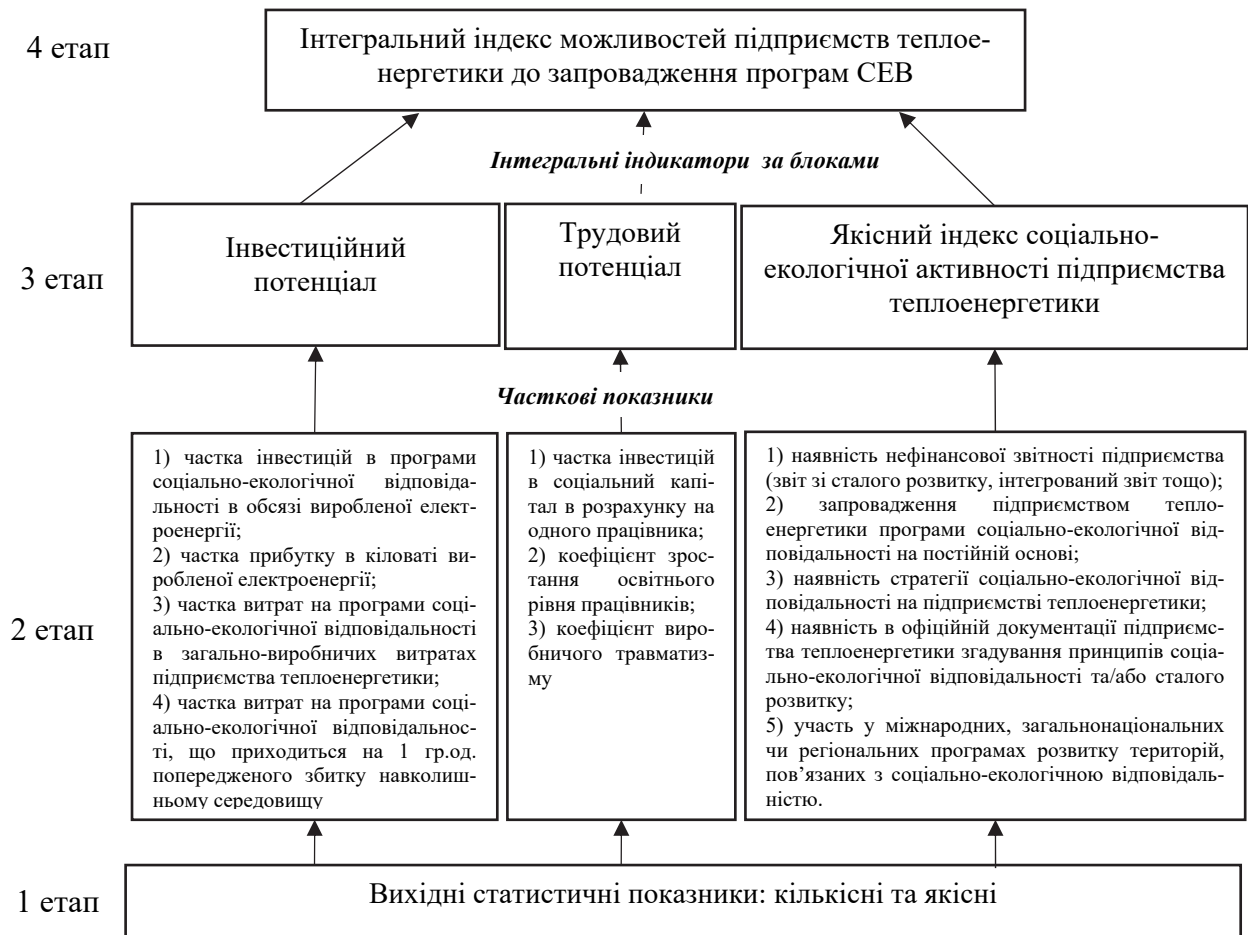 4 етап
Інтегральний індекс можливостей підприємств теплое-
нергетики до запровадження програм СЕВ
Інтегральні індикатори за блоками
3 етап
Інвестиційний
потенціал
Трудовий
потенціал
Якісний індекс соціально-
екологічної активності підприємства
теплоенергетики
Часткові показники
2 етап
1) частка інвестицій в програми
соціально-екологічної відповіда-
льності в обсязі виробленої елект-
роенергії;
2) частка прибутку в кіловаті ви-
робленої електроенергії;
3) частка витрат на програми соці-
ально-екологічної відповідальності
в загально-виробничих витратах
підприємства теплоенергетики;
4) частка витрат на програми соці-
ально-екологічної відповідальнос-
ті, що приходиться на 1 гр.од.
попередженого збитку навколиш-
ньому середовищу
1) частка інвестицій
в соціальний капі-
тал в розрахунку на
одного працівника;
2) коефіцієнт зрос-
тання освітнього
рівня працівників;
3) коефіцієнт виро-
бничого травматиз-
му
1) наявність нефінансової звітності підприємства
(звіт зі сталого розвитку, інтегрований звіт тощо);
2) запровадження підприємством тепло-
енергетики програми соціально-екологічної від-
повідальності на постійній основі;
3) наявність стратегії соціально-екологічної від-
повідальності на підприємстві теплоенергетики;
4) наявність в офіційній документації підприємс-
тва теплоенергетики згадування принципів соціа-
льно-екологічної відповідальності та/або сталого
розвитку;
5) участь у міжнародних, загальнонаціональних
чи регіональних програмах розвитку територій,
пов’язаних з соціально-екологічною відповідаль-
ністю.
1 етап
Вихідні статистичні показники: кількісні та якісні